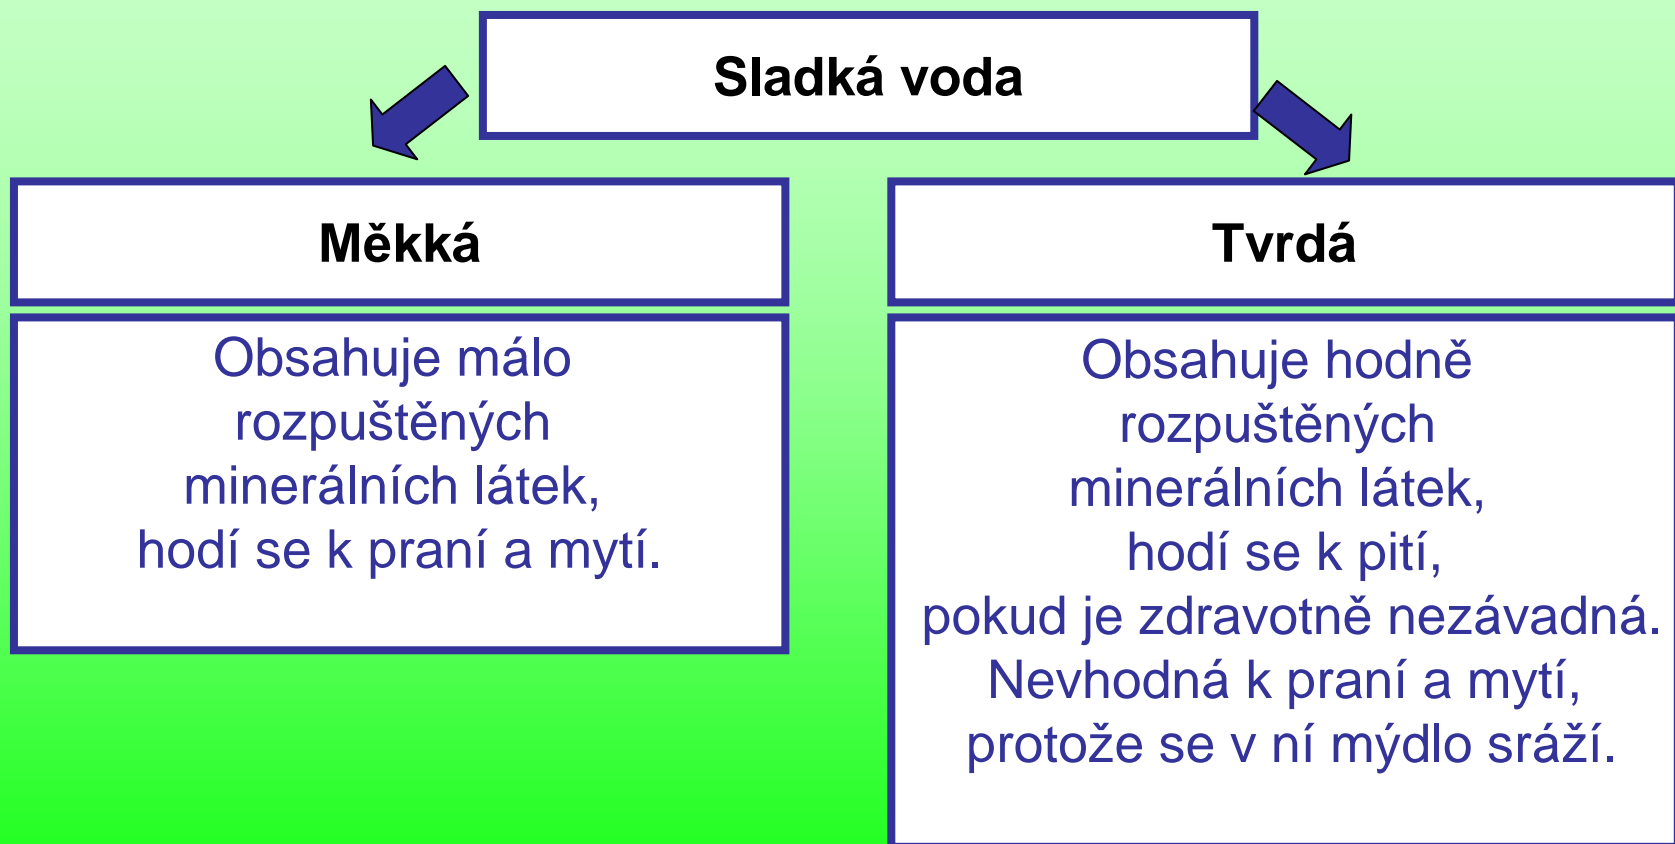 Sladká voda
Měkká
Obsahuje málo
rozpuštěných
minerálních látek,
hodí se k praní a mytí.
Tvrdá
Obsahuje hodně
rozpuštěných
minerálních látek,
hodí se k pití,
pokud je zdravotně nezávadná.
Nevhodná k praní a mytí,
protože se v ní mýdlo sráží.